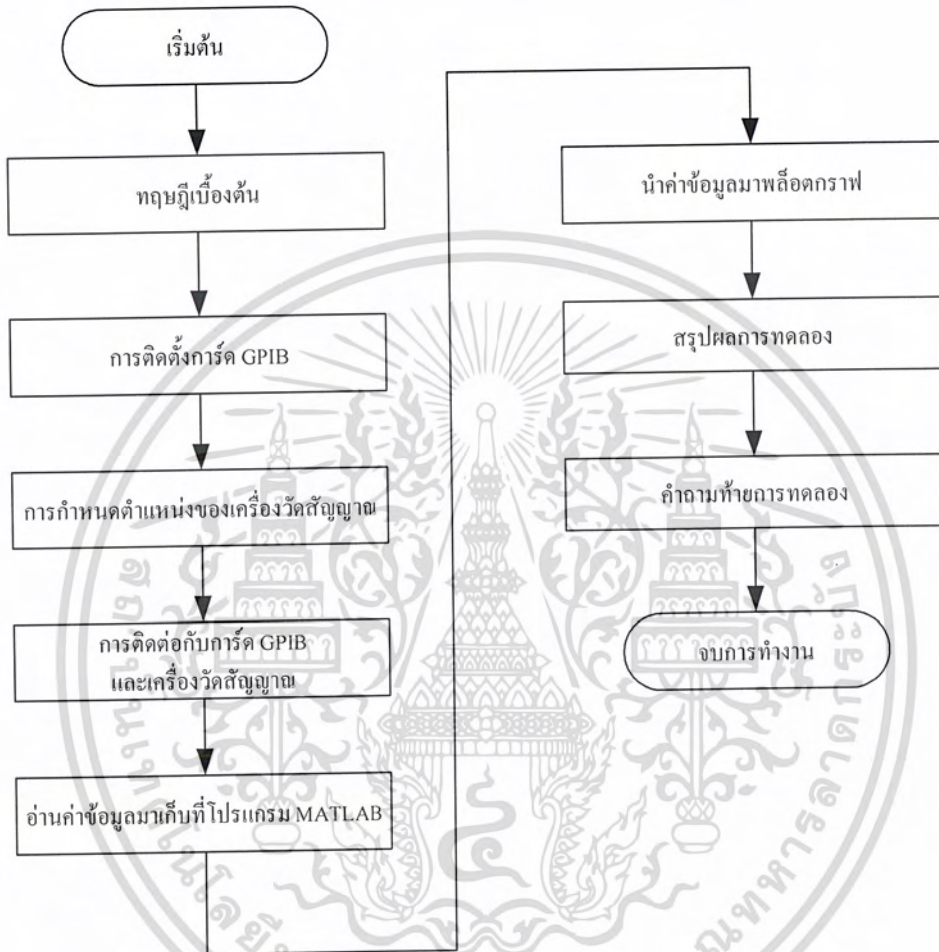 เริ่มต้น
ทฤษฎีเบื้องต้น
การติดตั้งการ์ด GPIB
การกำหนดตำแหน่งของเครื่องวัดสัญญาณ
การติดต่อกับการ์ด GPIB
และเครื่องวัดสัญญาณ
อ่านค่าข้อมูลมาเก็บที่โปรแกรม MATLAB
นำค่าข้อมูลมาพล็อตกราฟ
สรุปผลการทดลอง
คำถามท้ายการทดลอง
จบการทำงาน